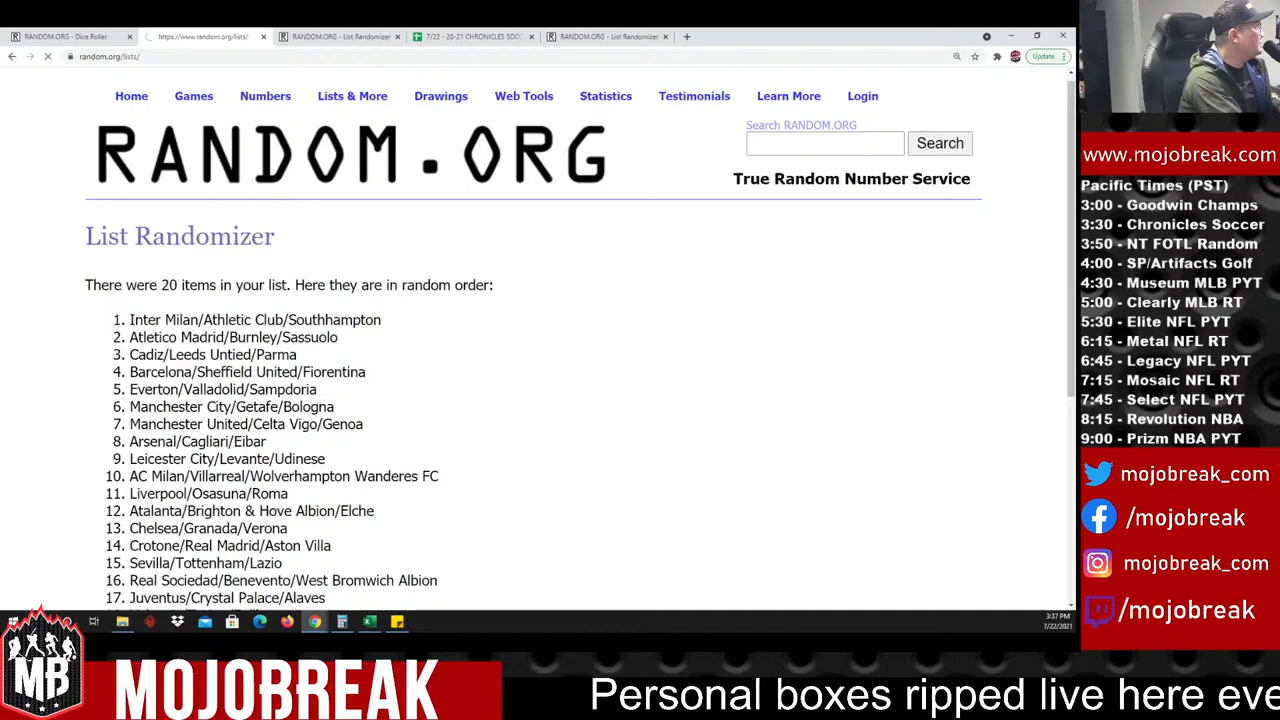 RANDOM.ORG - Dice Roller
https://www.random.org/lists/
RANDOM.ORG - List Randomizer
7/22 - 20-21 CHRONICLES SOCC
RANDOM.ORG - List Randomizer
random.org/lists/
Update
Home
Games
Numbers
Lists & More
Drawings
Web Tools
Statistics
Testimonials
Learn More
Login
RANDOM.ORG
Search RANDOM.ORG
Search
True Random Number Service
List Randomizer
There were 20 items in your list. Here they are in random order:
1. Inter Milan/Athletic Club/Southhampton
2. Atletico Madrid/Burnley/Sassuolo
3. Cadiz/Leeds Untied/Parma
4. Barcelona/Sheffield United/Fiorentina
5. Everton/Valladolid/Sampdoria
6. Manchester City/Getafe/Bologna
7. Manchester United/Celta Vigo/Genoa
8. Arsenal/Cagliari/Eibar
9. Leicester City/Levante/Udinese
10. AC Milan/Villarreal/Wolverhampton Wanderes FC
11. Liverpool/Osasuna/Roma
12. Atalanta/Brighton & Hove Albion/Elche
13. Chelsea/Granada/Verona
14. Crotone/Real Madrid/Aston Villa
15. Sevilla/Tottenham/Lazio
16. Real Sociedad/Benevento/West Bromwich Albion
17. Juventus/Crystal Palace/Alaves
3:37 PM
7/22/2021
www.mojobreak.com
Pacific Times (PST)
3:00 - Goodwin Champs
3:30 - Chronicles Soccer
3:50 - NT FOTL Random
4:00 - SP/Artifacts Golf
4:30 - Museum MLB PYT
5:00 - Clearly MLB RT
5:30 - Elite NFL PYT
6:15 - Metal NFL RT
6:45 - Legacy NFL PYT
7:15 - Mosaic NFL RT
7:45 - Select NFL PYT
8:15 - Revolution NBA
9:00 - Prizm NBA PYT
mojobreak_com
/mojobreak
mojobreak_com
/mojobreak
MB
MOJOBREAK
Personal boxes ripped live here eve